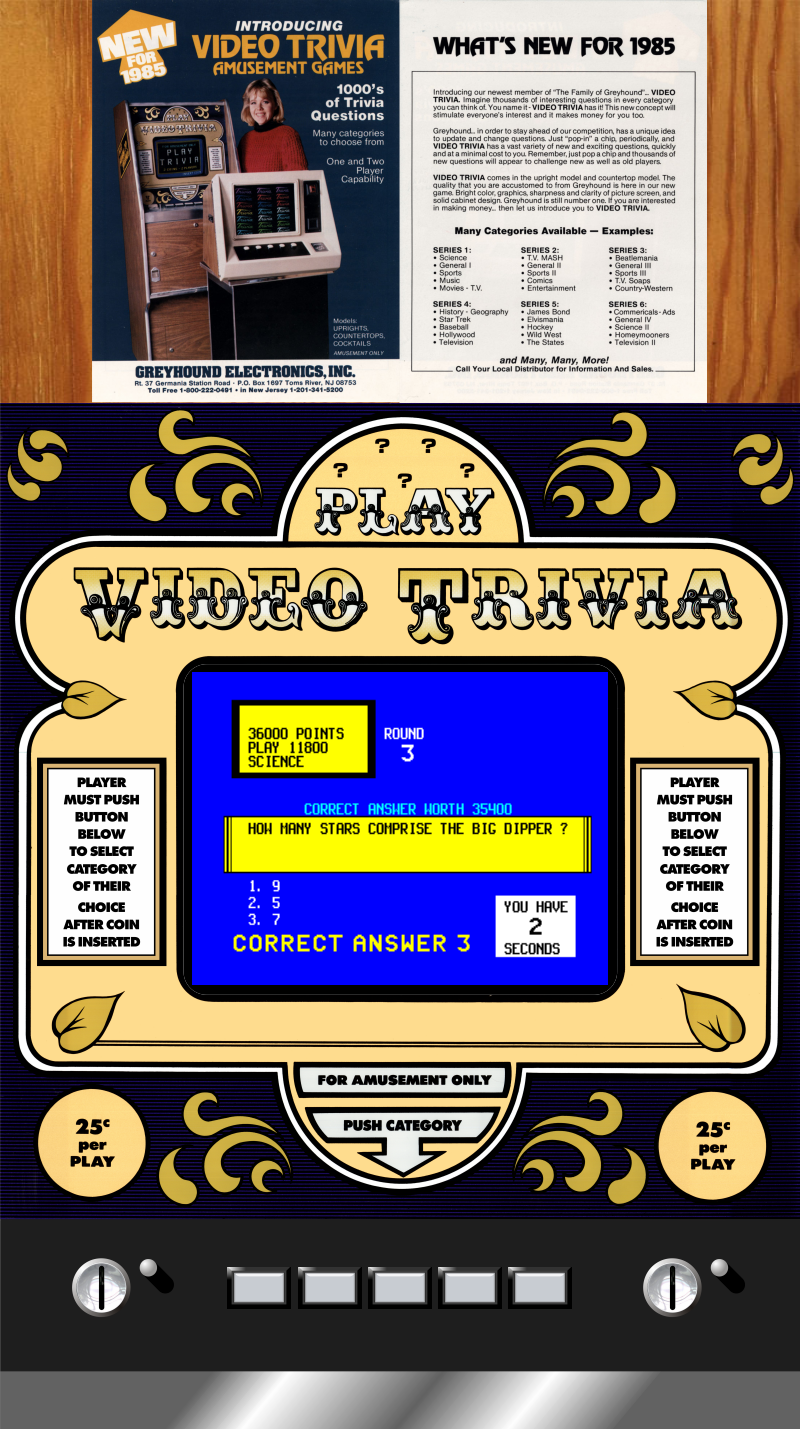 NEW
FOR
1985
INTRODUCING
VIDEO TRIVIA
AMUSEMENT GAMES
1000's
of Trivia
Questions
Many categories
to choose from
One and Two
Player
Capability
VIDEO TRIVIA
PLAY
TRIVIA
Models:
UPRIGHTS,
COUNTERTOPS,
COCKTAILS
AMUSEMENT ONLY
GREYHOUND ELECTRONICS, INC.
Rt. 37 Germania Station Road · P.O. Box 1697 Toms River, NJ 08753
Toll Free 1-800-222-0491 • in New Jersey 1-201-341-5200
WHAT'S NEW FOR 1985
Introducing our newest member of "The Family of Greyhound"... VIDEO
TRIVIA. Imagine thousands of interesting questions in every category
you can think of. You name it - VIDEO TRIVIA has it! This new concept will
stimulate everyone's interest and it makes money for you too.
Greyhound... in order to stay ahead of our competition, has a unique idea
to update and change questions. Just "pop-in" a chip, periodically, and
VIDEO TRIVIA has a vast variety of new and exciting questions, quickly
and at a minimal cost to you. Remember, just pop a chip and thousands of
new questions will appear to challenge new as well as old players.
VIDEO TRIVIA comes in the upright model and countertop model. The
quality that you are accustomed to from Greyhound is here in our new
game. Bright color, graphics, sharpness and clarity of picture screen, and
solid cabinet design. Greyhound is still number one. If you are interested
in making money... then let us introduce you to VIDEO TRIVIA.
Many Categories Available — Examples:
SERIES 1:
• Science
• General I
• Sports
• Music
• Movies - T.V.
SERIES 2:
• T.V. MASH
• General II
• Sports II
• Comics
• Entertainment
SERIES 3:
• Beatlemania
• General III
• Sports III
• T.V. Soaps
• Country-Western
SERIES 4:
• History - Geography
• Star Trek
• Baseball
• Hollywood
• Television
SERIES 5:
• James Bond
• Elvismania
• Hockey
• Wild West
• The States
SERIES 6:
• Commericals - Ads
• General IV
• Science II
• Homeymooners
• Television II
and Many, Many, More!
Call Your Local Distributor for Information And Sales.
? ? ? ? ?
PLAY
VIDEO TRIVIA
PLAYER
MUST PUSH
BUTTON
BELOW
TO SELECT
CATEGORY
OF THEIR
CHOICE
AFTER COIN
IS INSERTED
36000 POINTS
PLAY 11800
SCIENCE
ROUND
3
CORRECT ANSWER WORTH 35400
HOW MANY STARS COMPRISE THE BIG DIPPER ?
1. 9
2. 5
3. 7
CORRECT ANSWER 3
YOU HAVE
2
SECONDS
PLAYER
MUST PUSH
BUTTON
BELOW
TO SELECT
CATEGORY
OF THEIR
CHOICE
AFTER COIN
IS INSERTED
FOR AMUSEMENT ONLY
PUSH CATEGORY
25¢
per
PLAY
25¢
per
PLAY